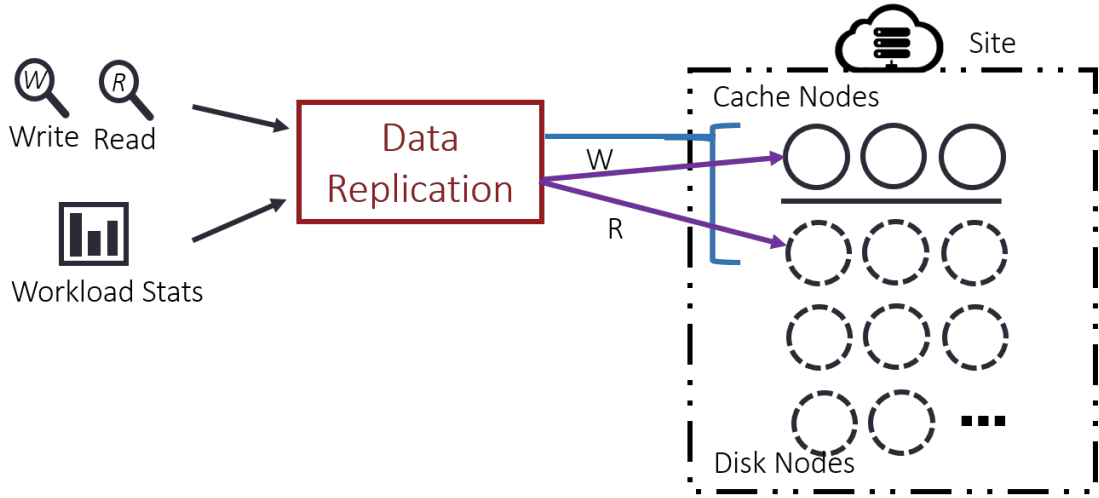 Site
Cache Nodes
W
R
Write
Read
Data
Replication
W
R
Workload Stats
Disk Nodes